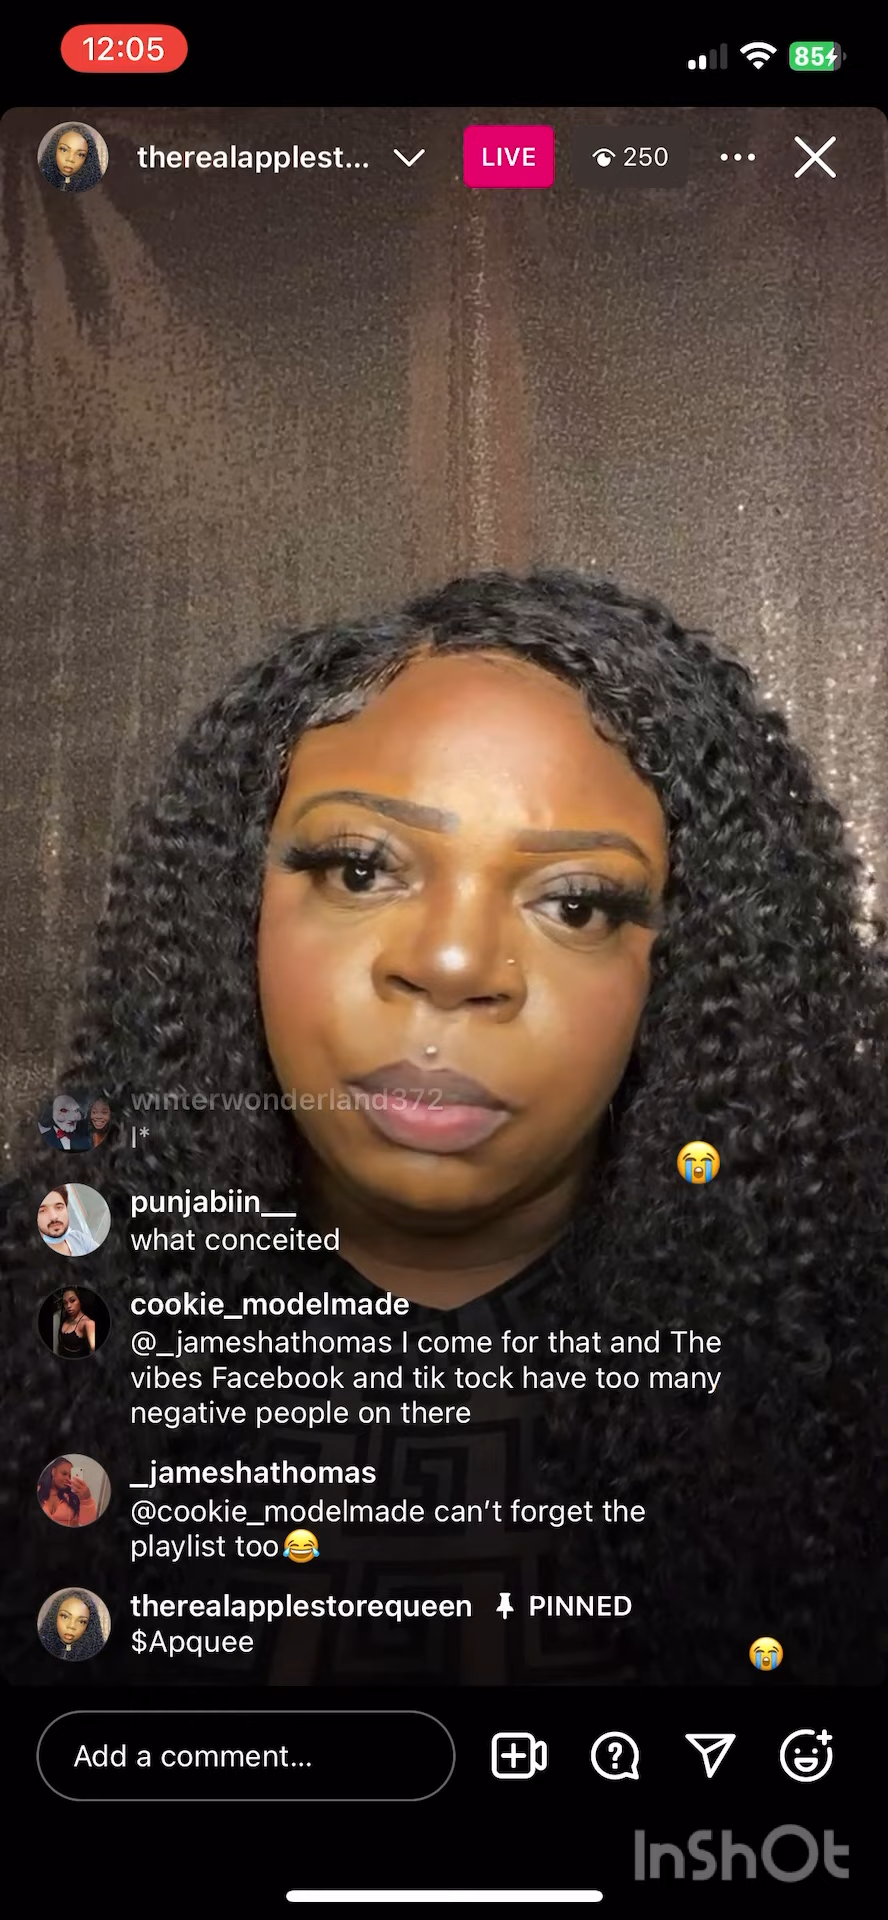 12:05
85
therealapplest...
LIVE
250
winterwonderland372
I*
punjabiin__
what conceited
cookie_modelmade
@_jameshathomas I come for that and The
vibes Facebook and tik tock have too many
negative people on there
_jameshathomas
@cookie_modelmade can’t forget the
playlist too😂
therealapplestorequeen PINNED
$Apquee
Add a comment...
InShOt